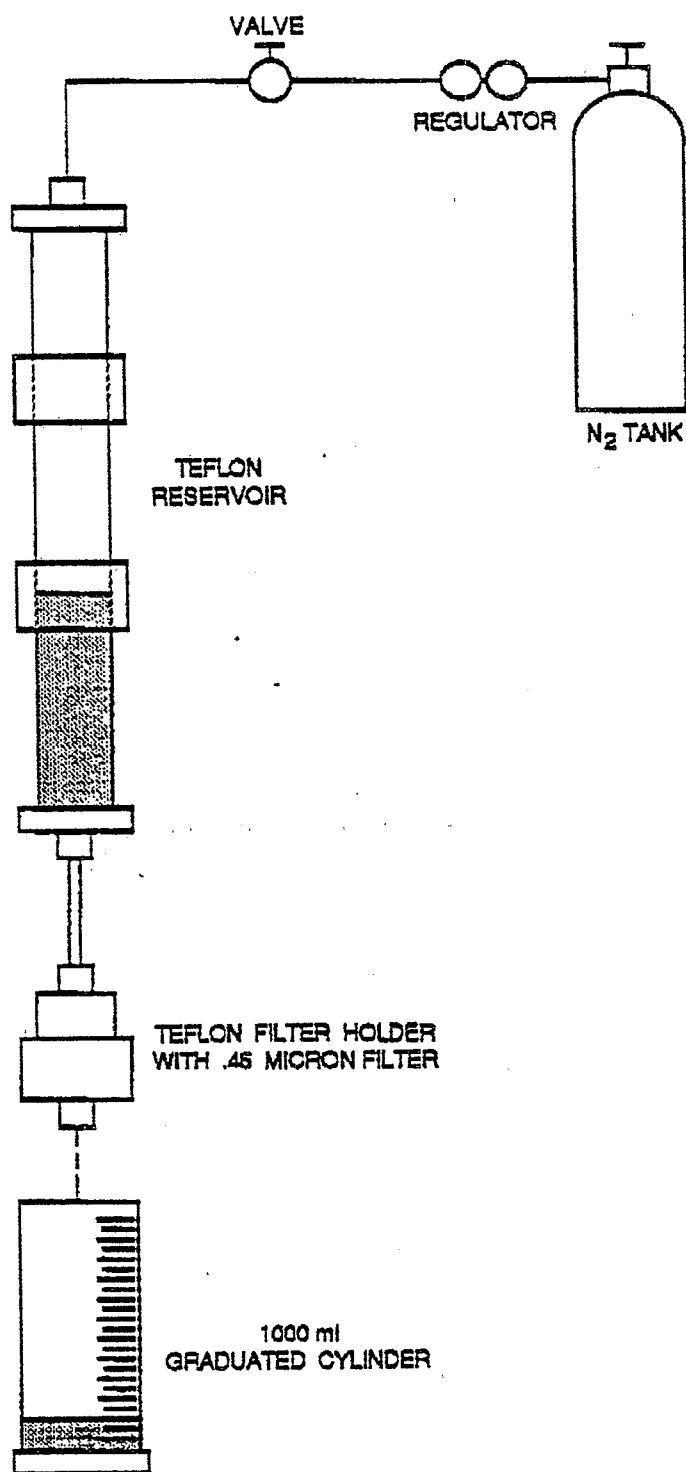 VALVE
REGULATOR
N₂ TANK
TEFLON
RESERVOIR
TEFLON FILTER HOLDER
WITH .45 MICRON FILTER
1000 ml
GRADUATED CYLINDER